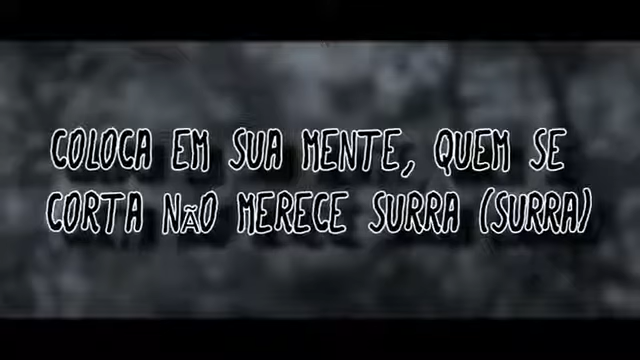 COLOCA EM SUA MENTE, QUEM SE
CORTA NÃO MERECE SURRA (SURRA)